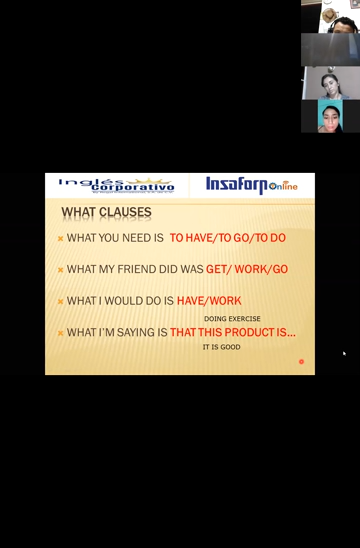 Inglés
Corporativo
Insaforp Online
WHAT CLAUSES
WHAT YOU NEED IS TO HAVE/TO GO/TO DO
WHAT MY FRIEND DID WAS GET/ WORK/GO
WHAT I WOULD DO IS HAVE/WORK
DOING EXERCISE
WHAT I'M SAYING IS THAT THIS PRODUCT IS...
IT IS GOOD